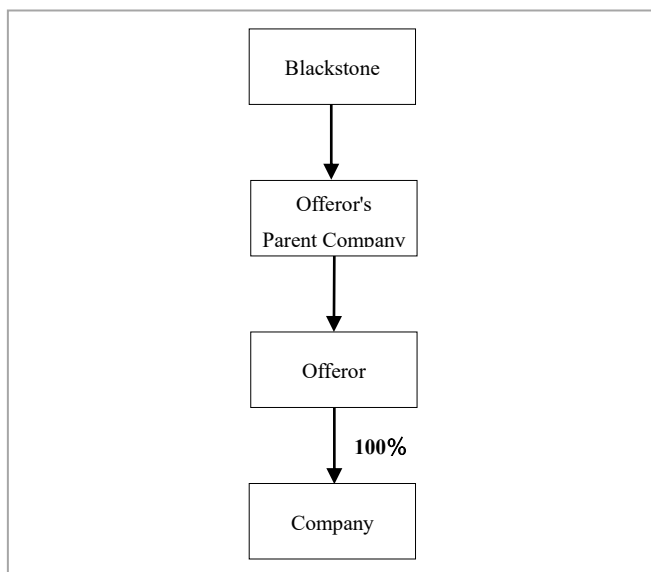 Blackstone
Offeror's
Parent Company
Offeror
100%
Company